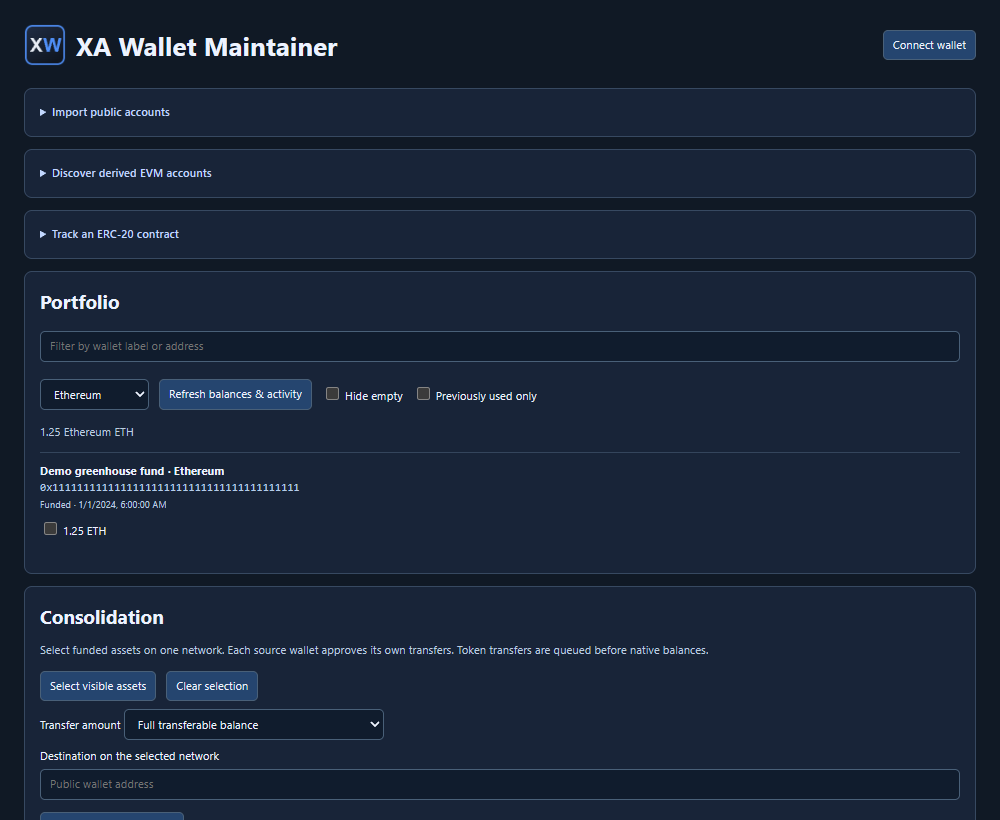 XW XA Wallet Maintainer
Connect wallet
Import public accounts
Discover derived EVM accounts
Track an ERC-20 contract
Portfolio
Filter by wallet label or address
Ethereum
Refresh balances & activity
Hide empty
Previously used only
1.25 Ethereum ETH
Demo greenhouse fund · Ethereum
0x1111111111111111111111111111111111111111
Funded · 1/1/2024, 6:00:00 AM
1.25 ETH
Consolidation
Select funded assets on one network. Each source wallet approves its own transfers. Token transfers are queued before native balances.
Select visible assets
Clear selection
Transfer amount
Full transferable balance
Destination on the selected network
Public wallet address